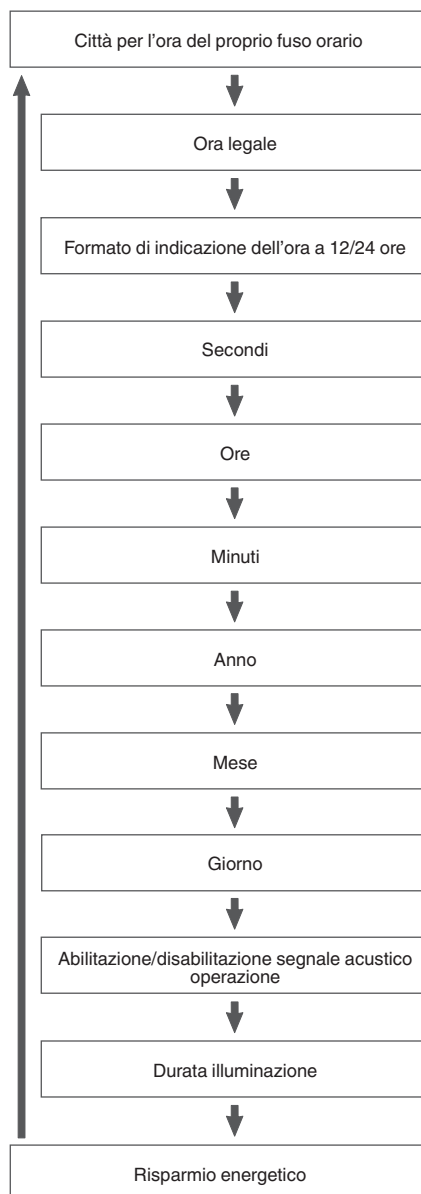 Città per l'ora del proprio fuso orario
Ora legale
Formato di indicazione dell'ora a 12/24 ore
Secondi
Ore
Minuti
Anno
Mese
Giorno
Abilitazione/disabilitazione segnale acustico
operazione
Durata illuminazione
Risparmio energetico